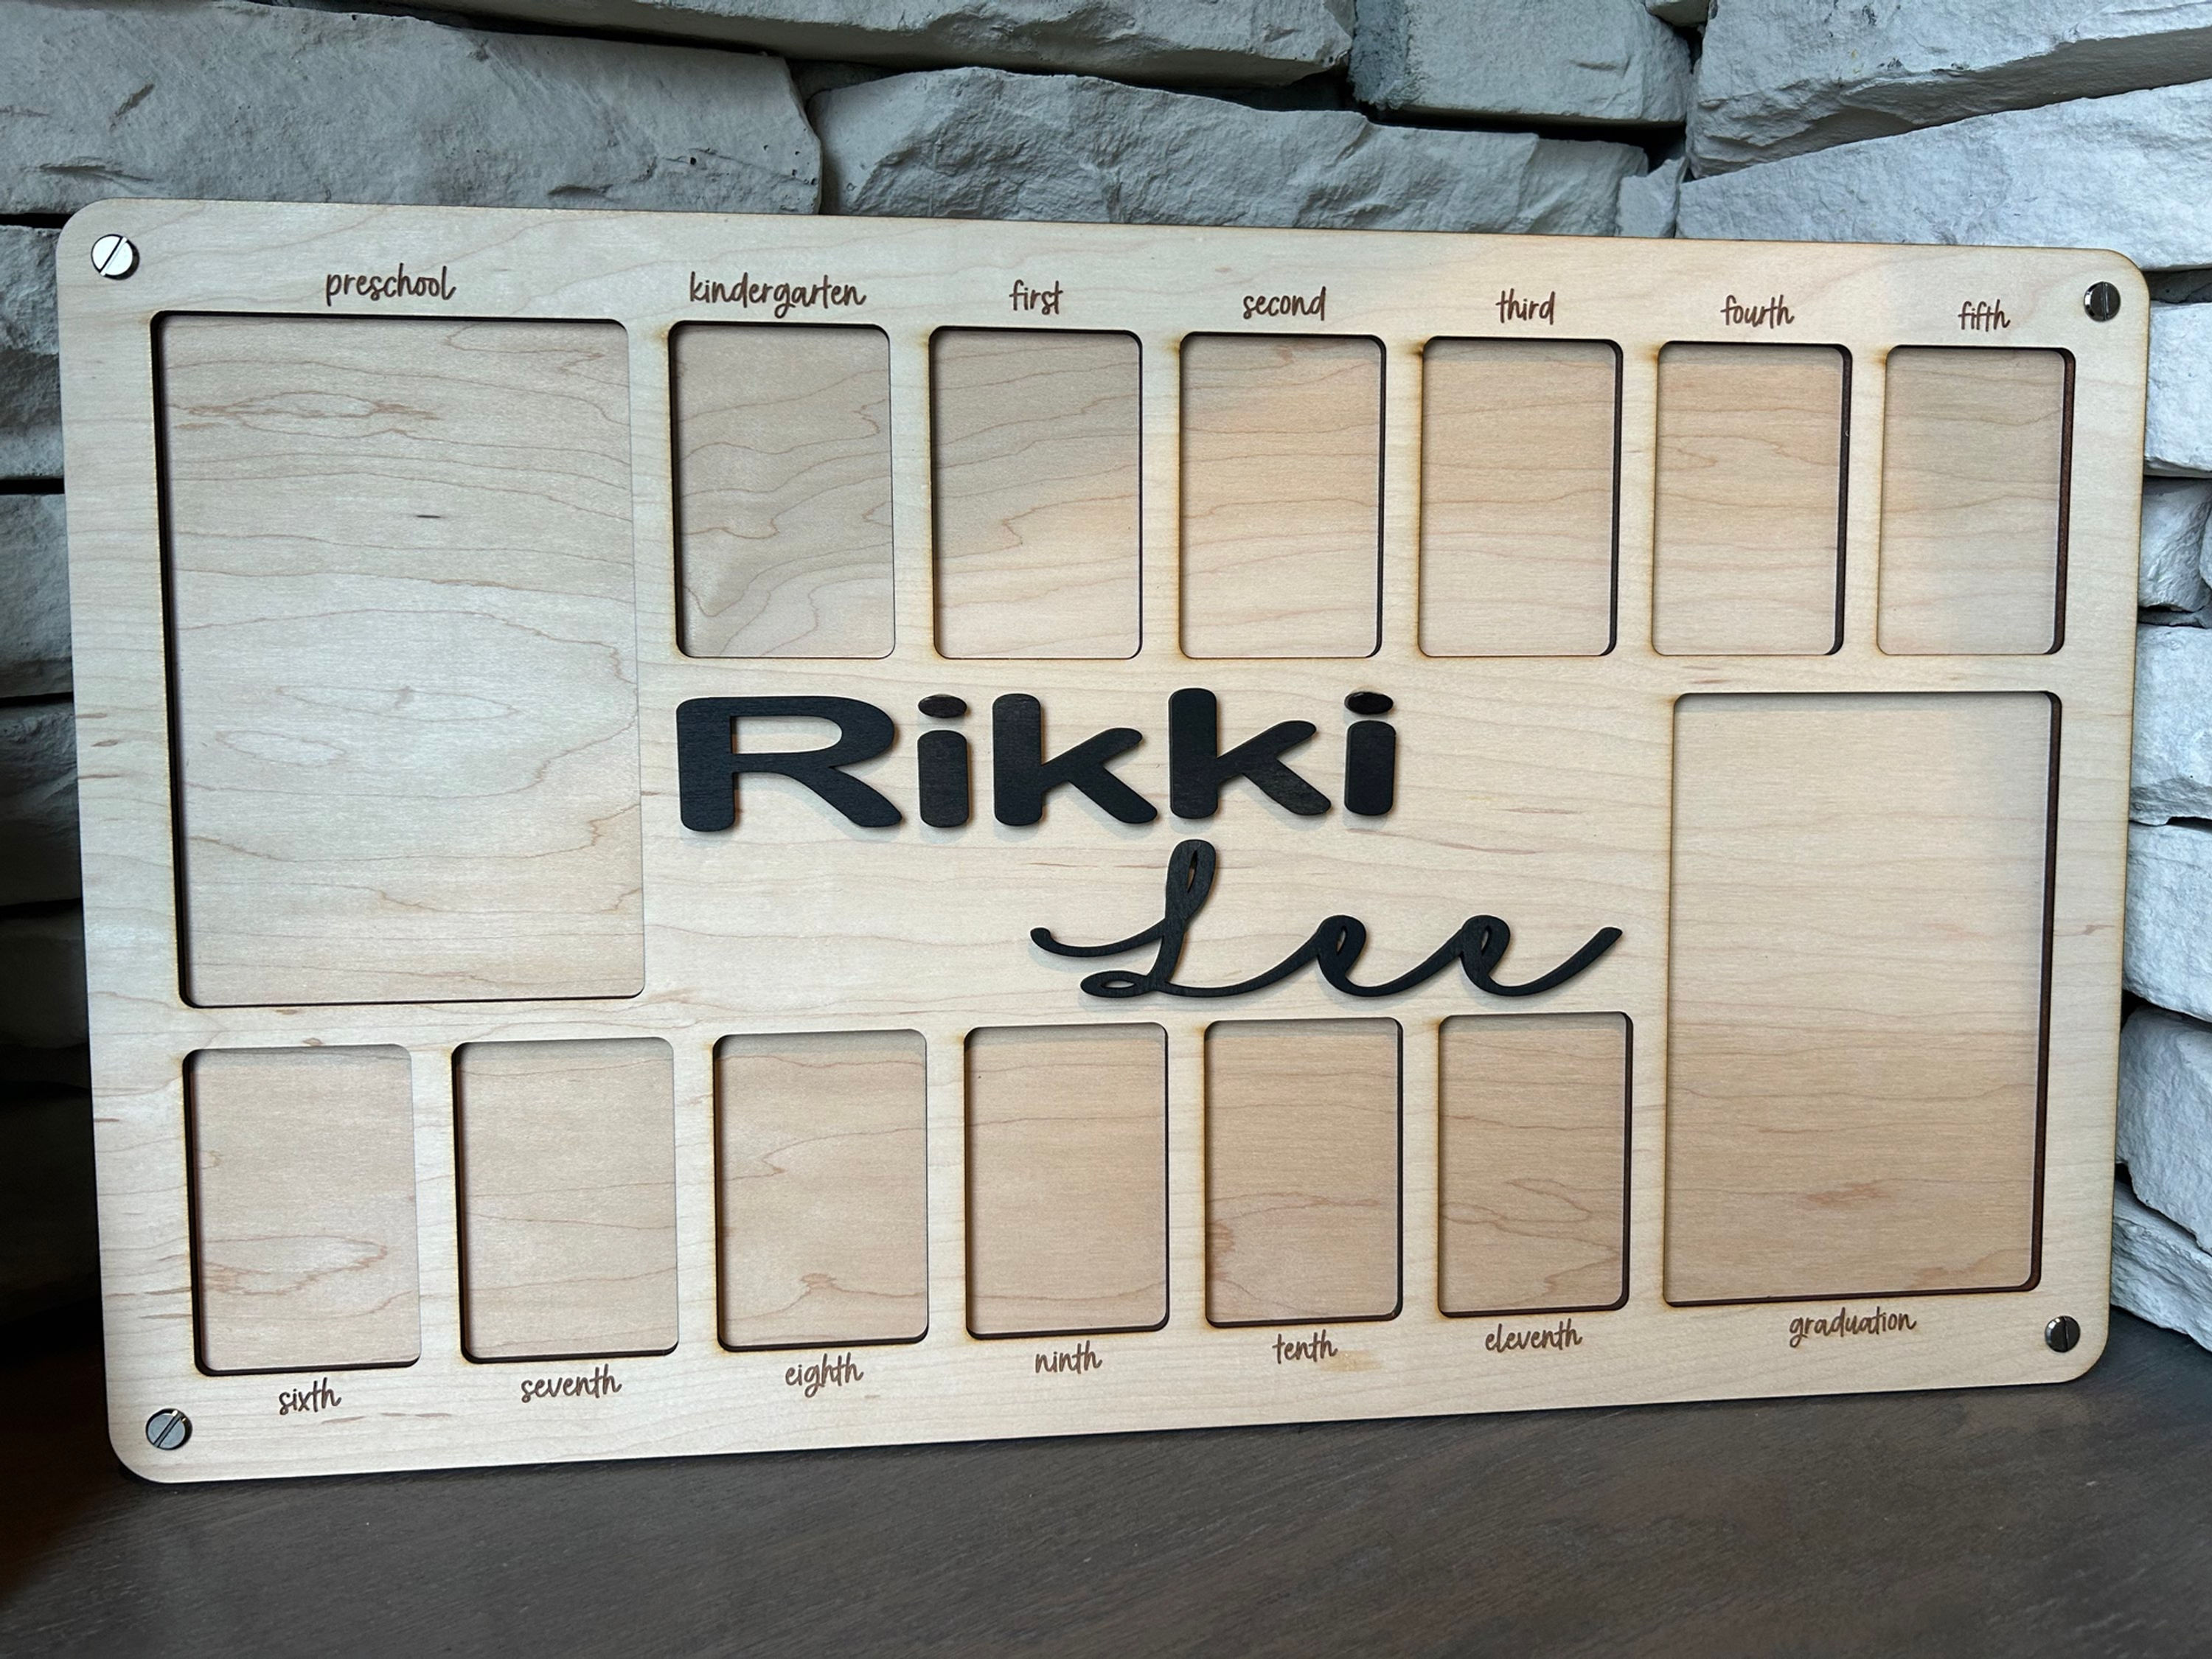 preschool kindergarten first second third fourth fifth
Rikki
Lee
sixth seventh eighth ninth tenth eleventh graduation